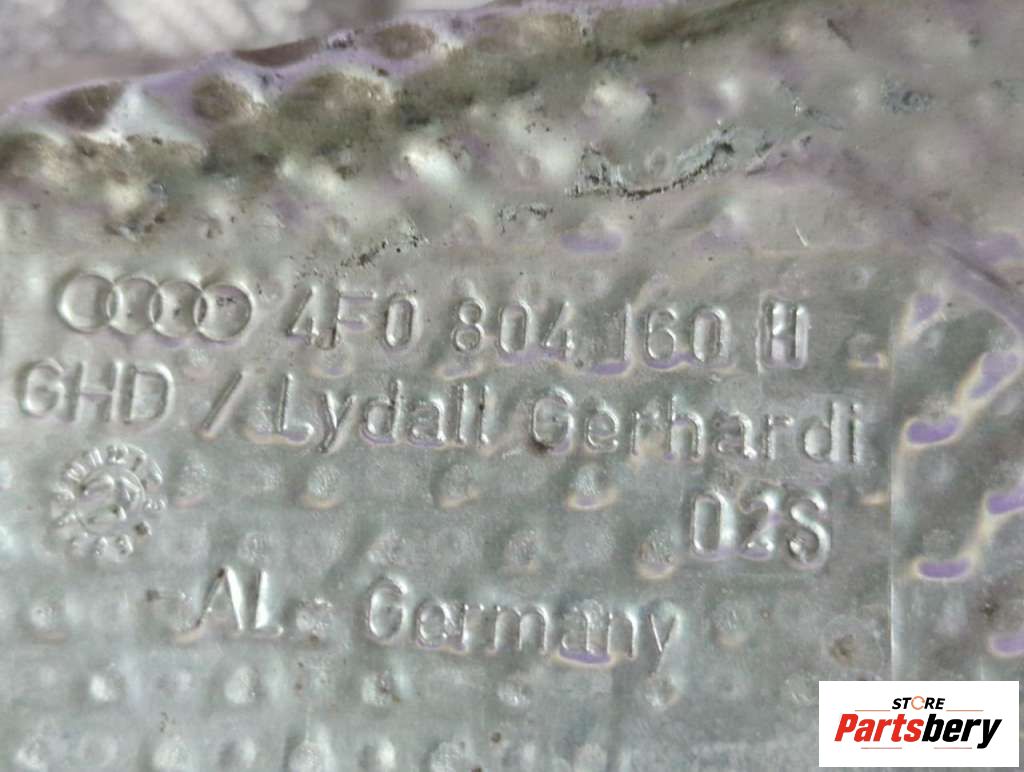 4F0 804 160 H
GHD / Lydall Gerhardi
02S
AL- Germany
STORE
Partsbery